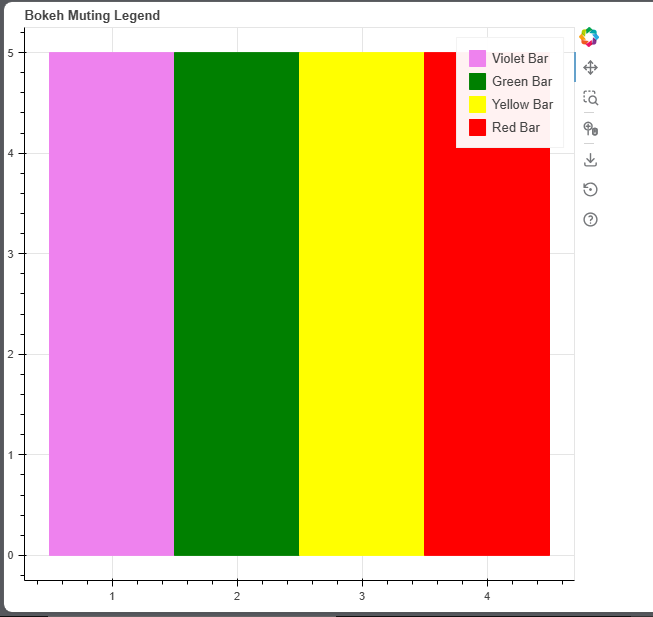 Bokeh Muting Legend
5
4
3
2
1
0
Violet Bar
Green Bar
Yellow Bar
Red Bar
1 2 3 4